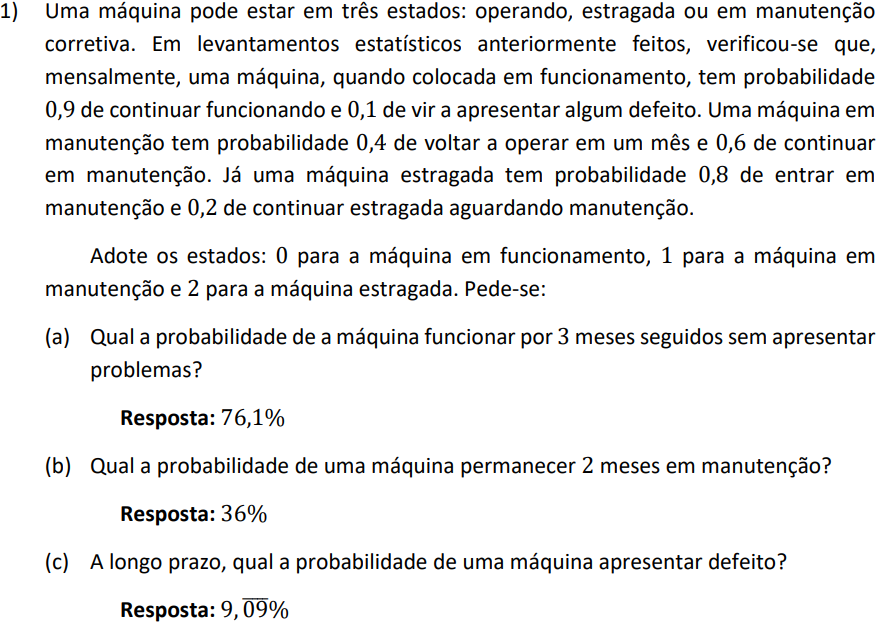 1) Uma máquina pode estar em três estados: operando, estragada ou em manutenção
corretiva. Em levantamentos estatísticos anteriormente feitos, verificou-se que,
mensalmente, uma máquina, quando colocada em funcionamento, tem probabilidade
0,9 de continuar funcionando e 0,1 de vir a apresentar algum defeito. Uma máquina em
manutenção tem probabilidade 0,4 de voltar a operar em um mês e 0,6 de continuar
em manutenção. Já uma máquina estragada tem probabilidade 0,8 de entrar em
manutenção e 0,2 de continuar estragada aguardando manutenção.
Adote os estados: 0 para a máquina em funcionamento, 1 para a máquina em
manutenção e 2 para a máquina estragada. Pede-se:
(a) Qual a probabilidade de a máquina funcionar por 3 meses seguidos sem apresentar
problemas?
Resposta: 76,1%
(b) Qual a probabilidade de uma máquina permanecer 2 meses em manutenção?
Resposta: 36%
(c) A longo prazo, qual a probabilidade de uma máquina apresentar defeito?
Resposta: 9,0̅9̅%